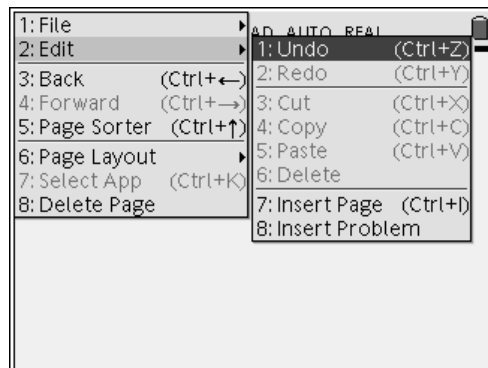 1: File
2: Edit
3: Back (Ctrl+←)
4: Forward (Ctrl+→)
5: Page Sorter (Ctrl+↑)
6: Page Layout
7: Select App (Ctrl+K)
8: Delete Page
AD AUTO REAL
1: Undo (Ctrl+Z)
2: Redo (Ctrl+Y)
3: Cut (Ctrl+X)
4: Copy (Ctrl+C)
5: Paste (Ctrl+V)
6: Delete
7: Insert Page (Ctrl+I)
8: Insert Problem